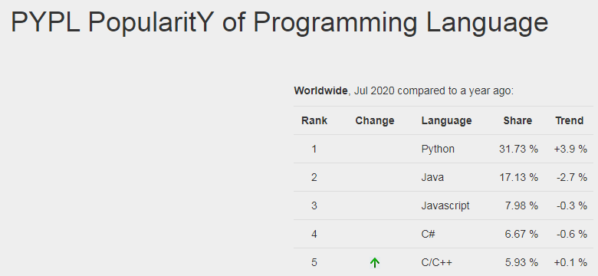 PYPL PopularitY of Programming Language
Worldwide, Jul 2020 compared to a year ago:
Rank Change Language Share Trend
1 Python 31.73 % +3.9 %
2 Java 17.13 % -2.7 %
3 Javascript 7.98 % -0.3 %
4 C# 6.67 % -0.6 %
5 C/C++ 5.93 % +0.1 %